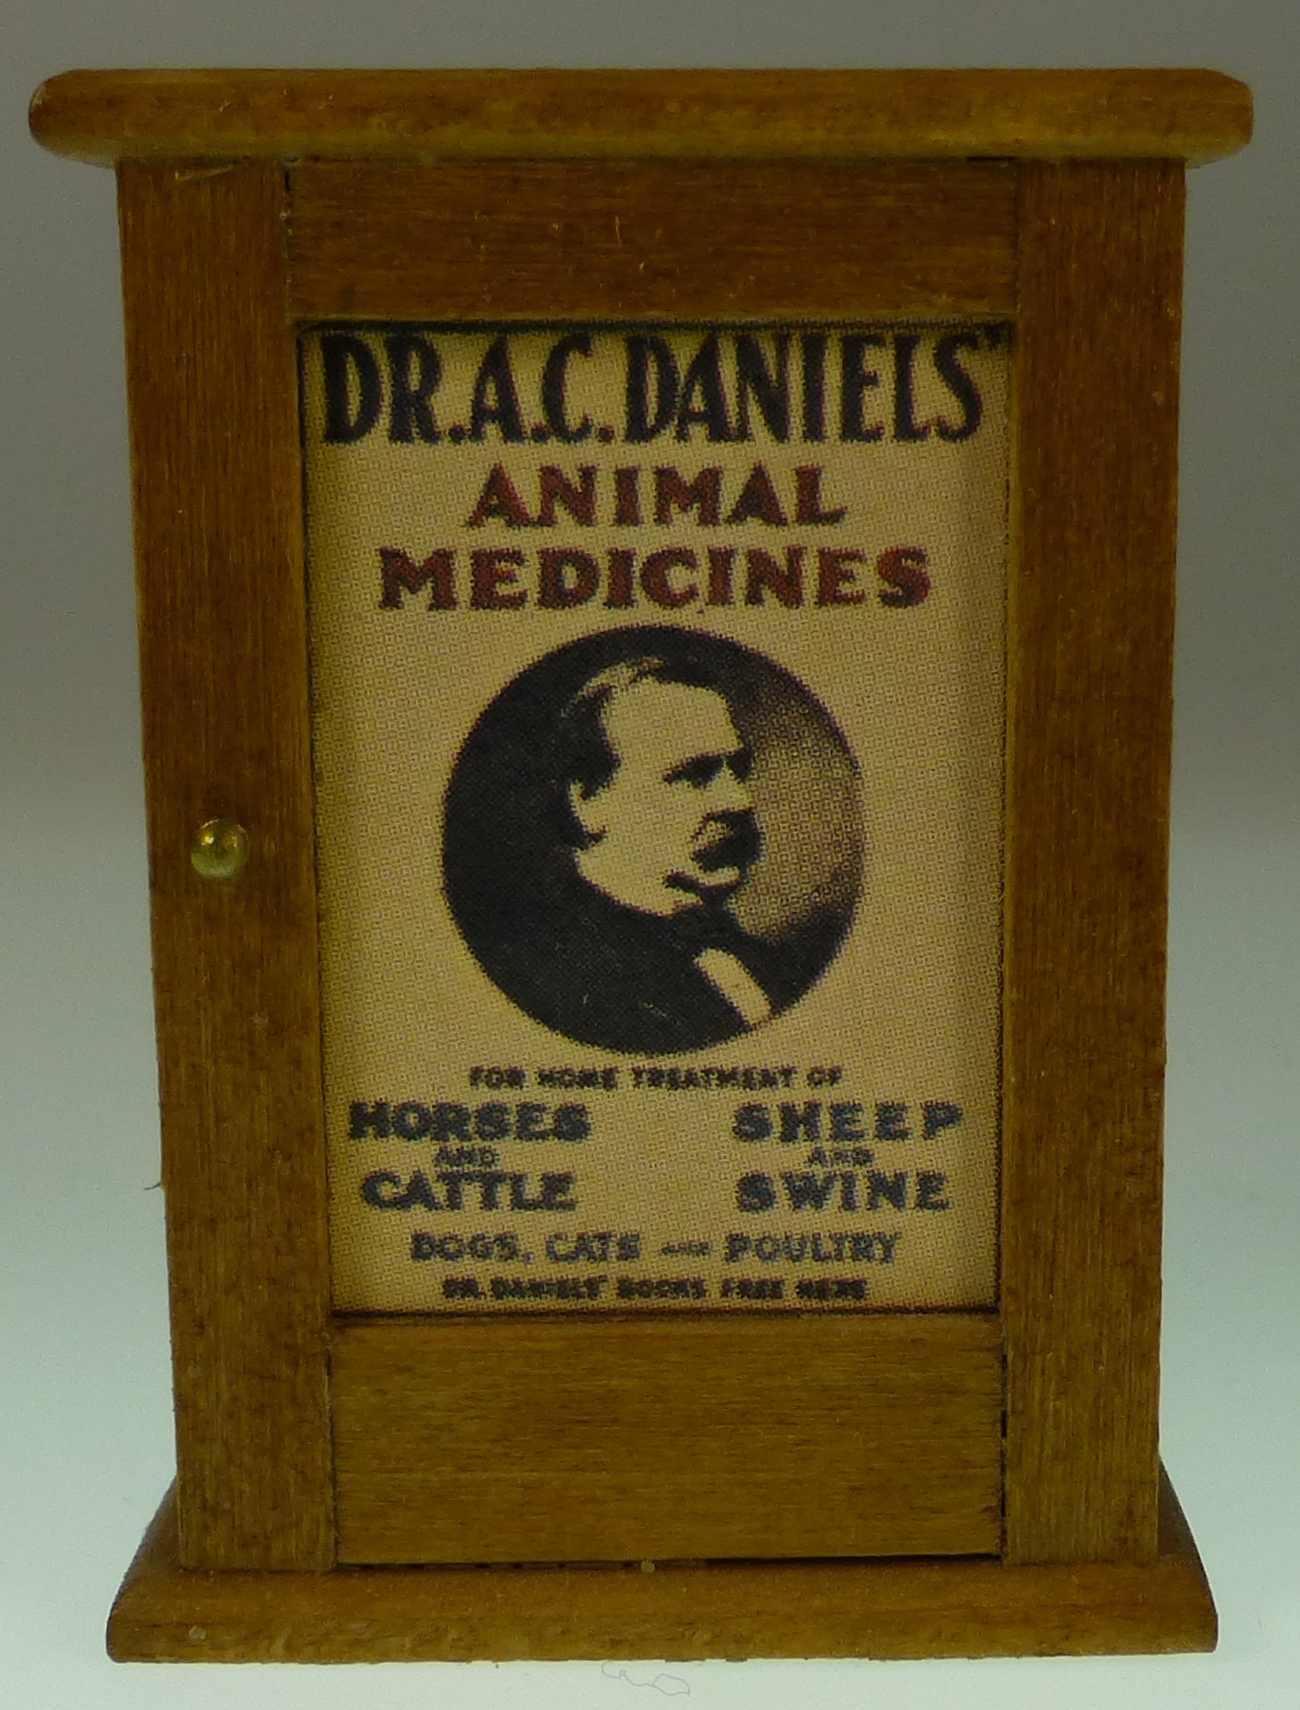 DR.A.C.DANIELS'
ANIMAL
MEDICINES
FOR HOME TREATMENT OF
HORSES
AND
CATTLE
SHEEP
AND
SWINE
DOGS, CATS AND POULTRY
DR. DANIELS' BOOKS FREE HERE